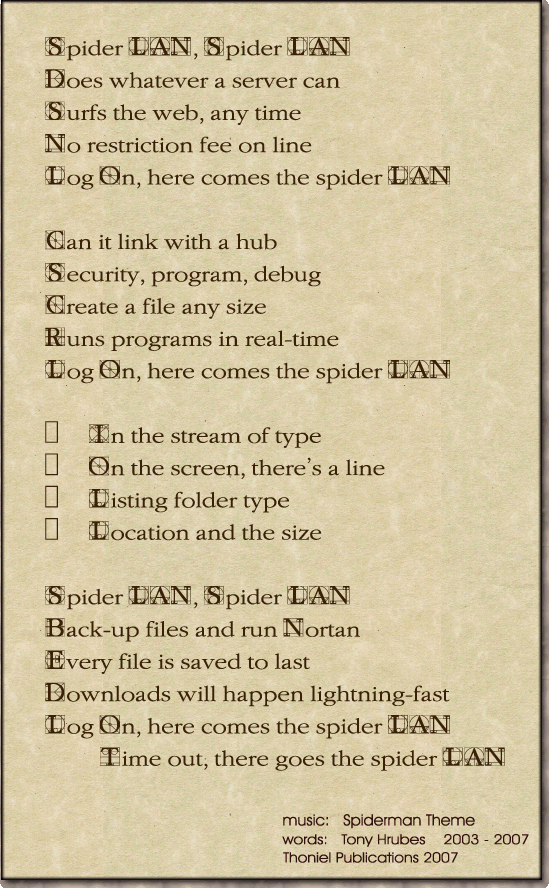 Spider LAN, Spider LAN
Does whatever a server can
Surfs the web, any time
No restriction fee on line
Log On, here comes the spider LAN
Can it link with a hub
Security, program, debug
Create a file any size
Runs programs in real-time
Log On, here comes the spider LAN
In the stream of type
On the screen, there's a line
Listing folder type
Location and the size
Spider LAN, Spider LAN
Back-up files and run Nortan
Every file is saved to last
Downloads will happen lightning-fast
Log On, here comes the spider LAN
Time out, there goes the spider LAN
music: Spiderman Theme
words: Tony Hrubes 2003 - 2007
Thoniel Publications 2007